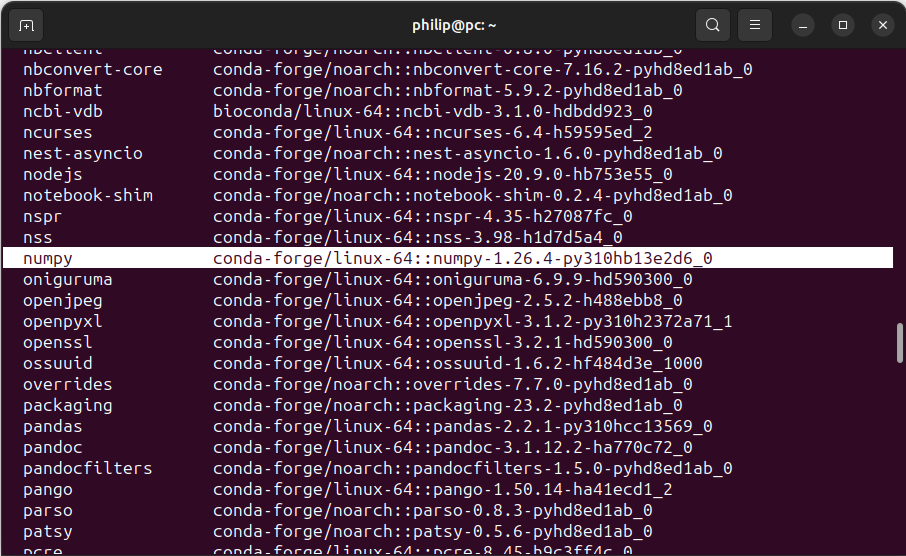 philip@pc: ~
nbclient conda-forge/noarch::nbclient-0.8.0-pyhd8ed1ab_0
nbconvert-core conda-forge/noarch::nbconvert-core-7.16.2-pyhd8ed1ab_0
nbformat conda-forge/noarch::nbformat-5.9.2-pyhd8ed1ab_0
ncbi-vdb bioconda/linux-64::ncbi-vdb-3.1.0-hdbdd923_0
ncurses conda-forge/linux-64::ncurses-6.4-h59595ed_2
nest-asyncio conda-forge/noarch::nest-asyncio-1.6.0-pyhd8ed1ab_0
nodejs conda-forge/linux-64::nodejs-20.9.0-hb753e55_0
notebook-shim conda-forge/noarch::notebook-shim-0.2.4-pyhd8ed1ab_0
nspr conda-forge/linux-64::nspr-4.35-h27087fc_0
nss conda-forge/linux-64::nss-3.98-h1d7d5a4_0
numpy conda-forge/linux-64::numpy-1.26.4-py310hb13e2d6_0
oniguruma conda-forge/linux-64::oniguruma-6.9.9-hd590300_0
openjpeg conda-forge/linux-64::openjpeg-2.5.2-h488ebb8_0
openpyxl conda-forge/linux-64::openpyxl-3.1.2-py310h2372a71_1
openssl conda-forge/linux-64::openssl-3.2.1-hd590300_0
ossuuid conda-forge/linux-64::ossuuid-1.6.2-hf484d3e_1000
overrides conda-forge/noarch::overrides-7.7.0-pyhd8ed1ab_0
packaging conda-forge/noarch::packaging-23.2-pyhd8ed1ab_0
pandas conda-forge/linux-64::pandas-2.2.1-py310hcc13569_0
pandoc conda-forge/linux-64::pandoc-3.1.12.2-ha770c72_0
pandocfilters conda-forge/noarch::pandocfilters-1.5.0-pyhd8ed1ab_0
pango conda-forge/linux-64::pango-1.50.14-ha41ecd1_2
parso conda-forge/noarch::parso-0.8.3-pyhd8ed1ab_0
patsy conda-forge/noarch::patsy-0.5.6-pyhd8ed1ab_0
pcre conda-forge/linux-64::pcre-8.45-h9c3ff4c_0